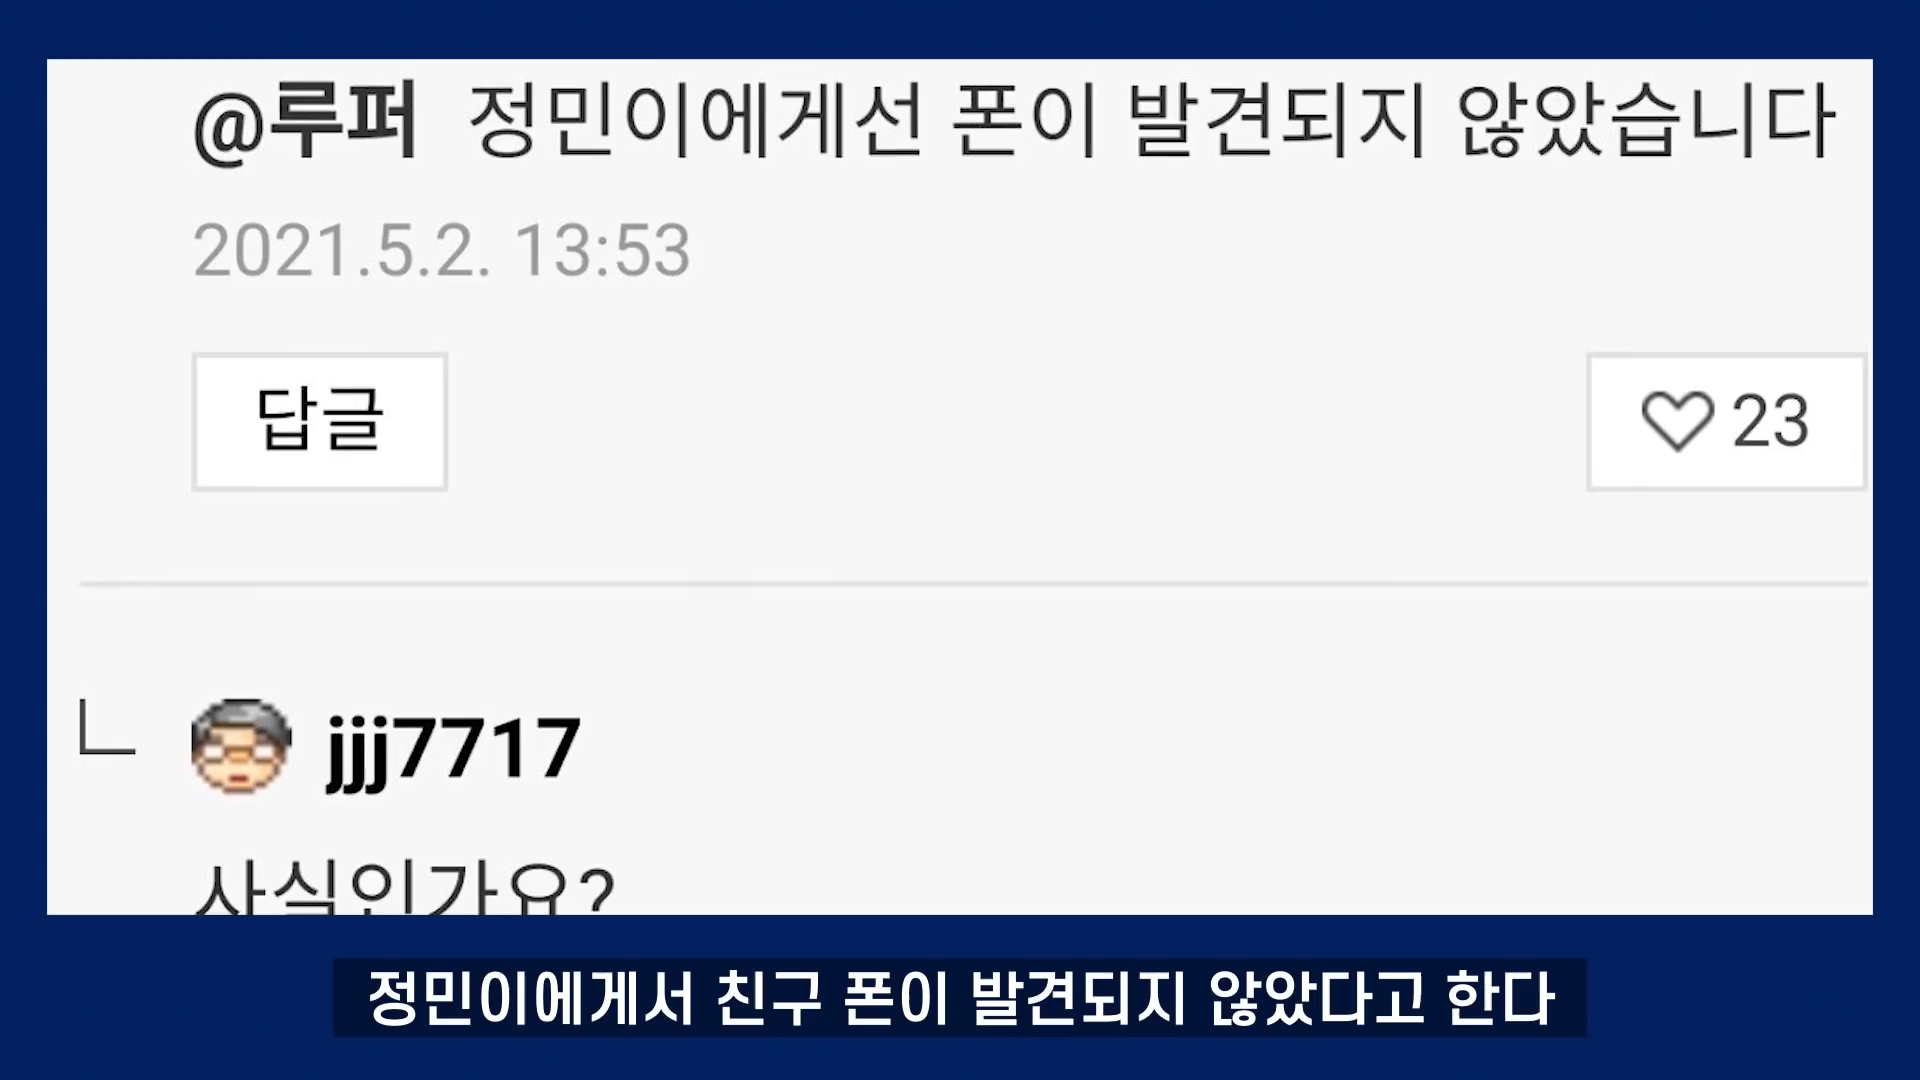 @루퍼 정민이에게선 폰이 발견되지 않았습니다
2021.5.2. 13:53
답글
23
jjj7717
사실인가요?
정민이에게서 친구 폰이 발견되지 않았다고 한다